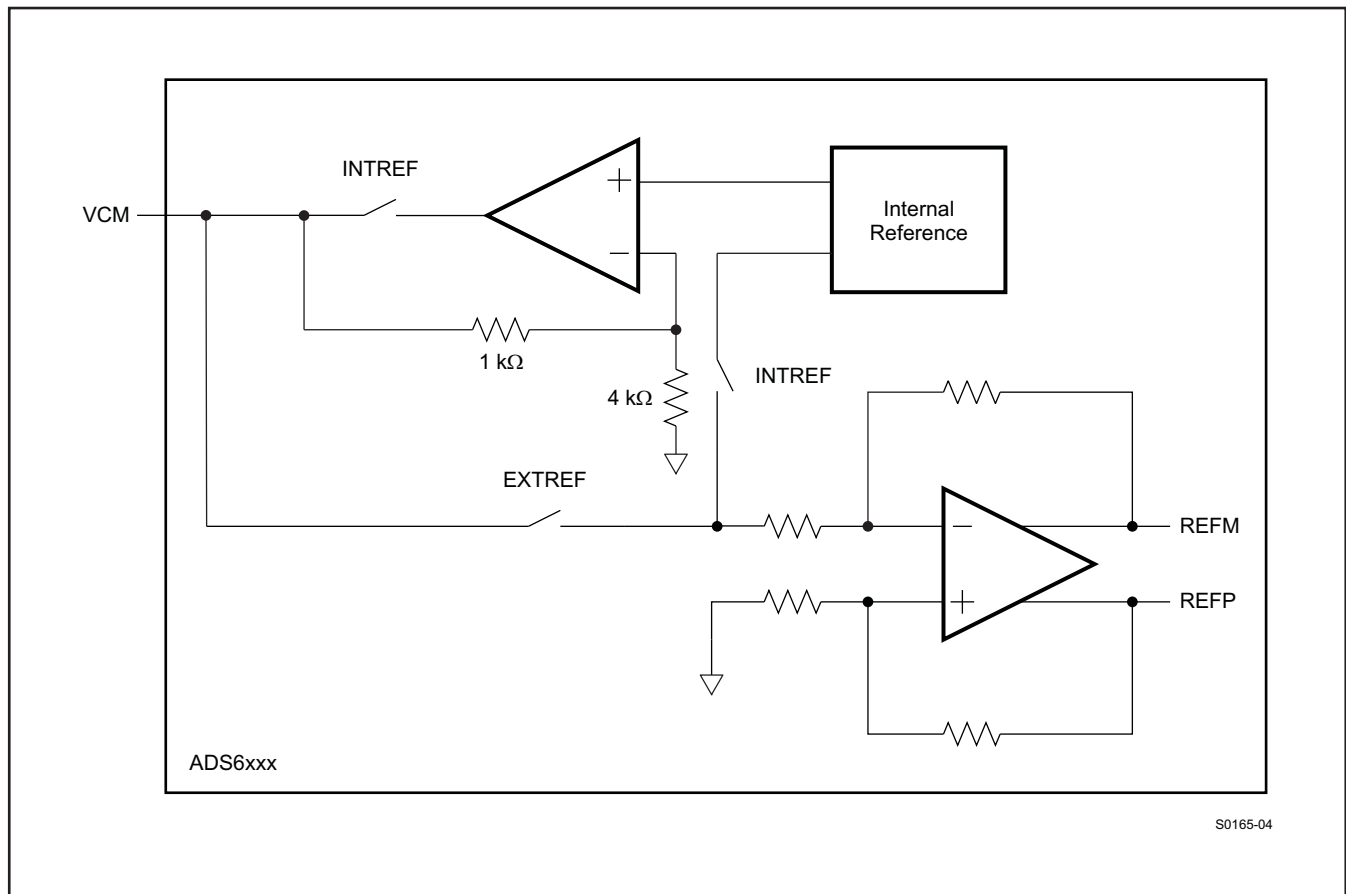 INTREF
VCM
+
−
Internal
Reference
1 kΩ
INTREF
4 kΩ
EXTREF
−
REFM
+
REFP
ADS6xxx
S0165-04